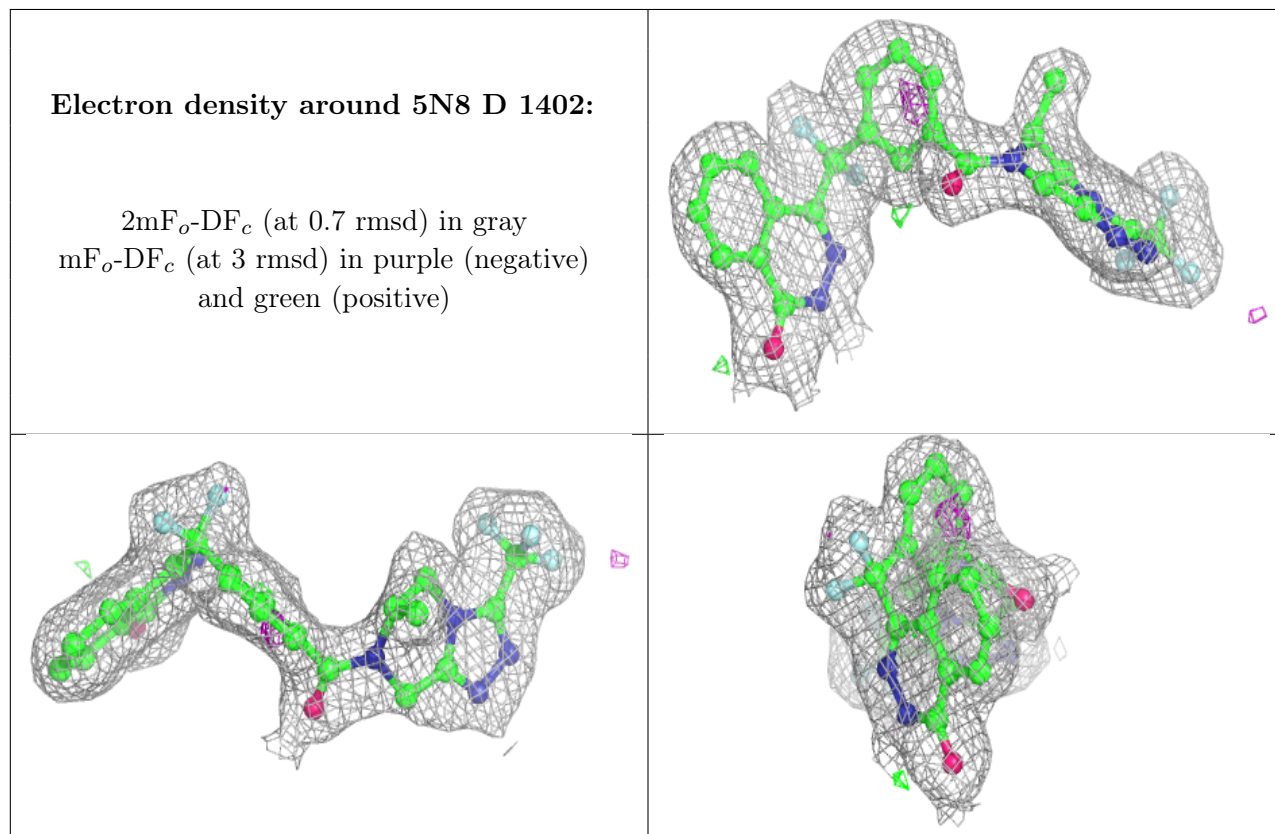 Electron density around 5N8 D 1402:
2mFo-DFc (at 0.7 rmsd) in gray
mFo-DFc (at 3 rmsd) in purple (negative)
and green (positive)